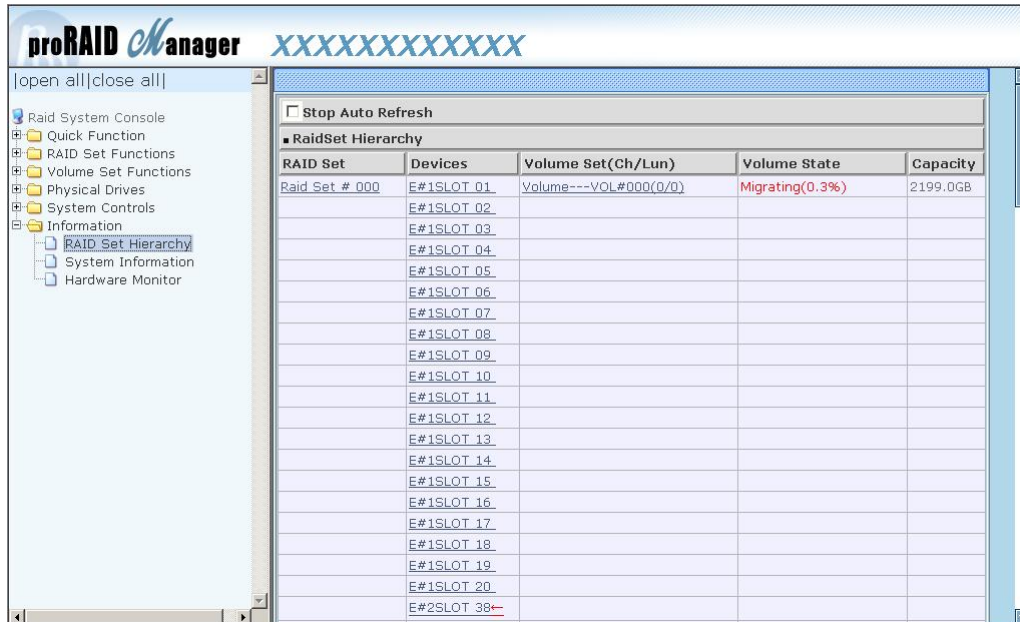 proRAID Manager XXXXXXXXXXXX
|open all|close all|
Raid System Console
Quick Function
RAID Set Functions
Volume Set Functions
Physical Drives
System Controls
Information
RAID Set Hierarchy
System Information
Hardware Monitor
Stop Auto Refresh
RaidSet Hierarchy
RAID Set Devices Volume Set(Ch/Lun) Volume State Capacity
Raid Set # 000 E#1SLOT 01 Volume---VOL#000(0/0) Migrating(0.3%) 2199.0GB
E#1SLOT 02
E#1SLOT 03
E#1SLOT 04
E#1SLOT 05
E#1SLOT 06
E#1SLOT 07
E#1SLOT 08
E#1SLOT 09
E#1SLOT 10
E#1SLOT 11
E#1SLOT 12
E#1SLOT 13
E#1SLOT 14
E#1SLOT 15
E#1SLOT 16
E#1SLOT 17
E#1SLOT 18
E#1SLOT 19
E#1SLOT 20
E#2SLOT 38←